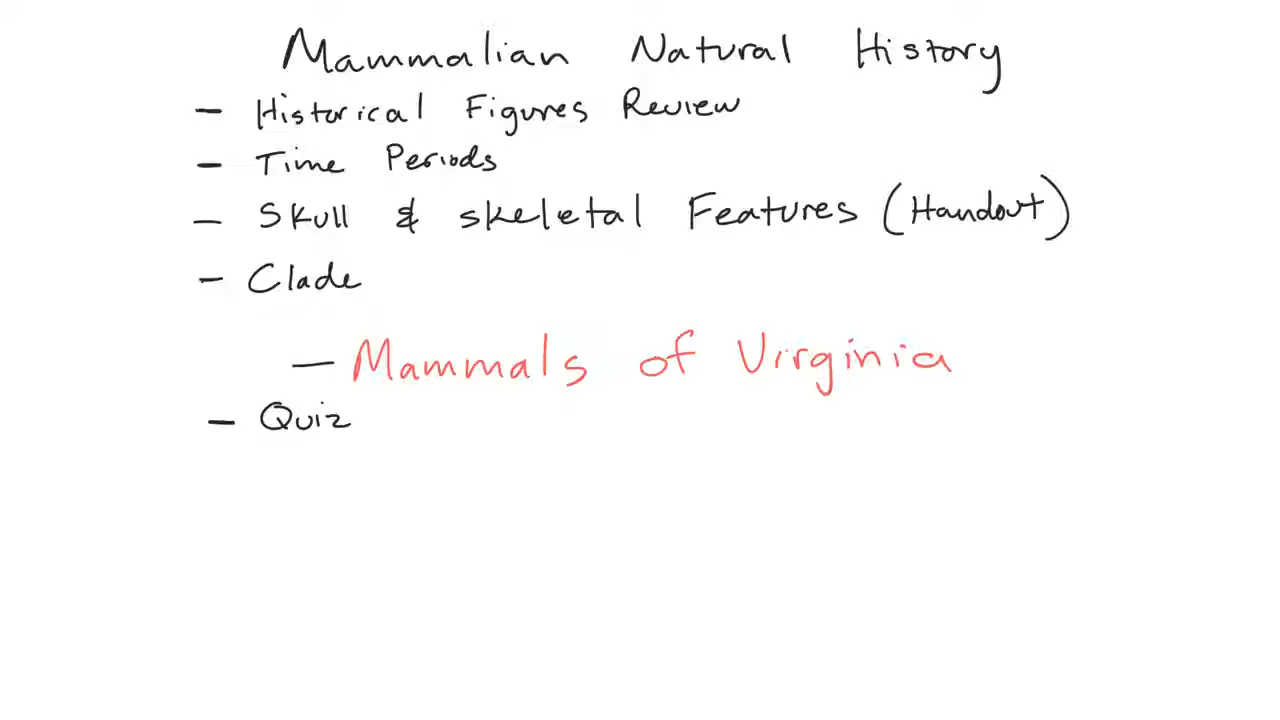 Mammalian Natural History
- Historical Figures Review
- Time Periods
- Skull & skeletal Features (Handout)
- Clade
- Mammals of Virginia
- Quiz